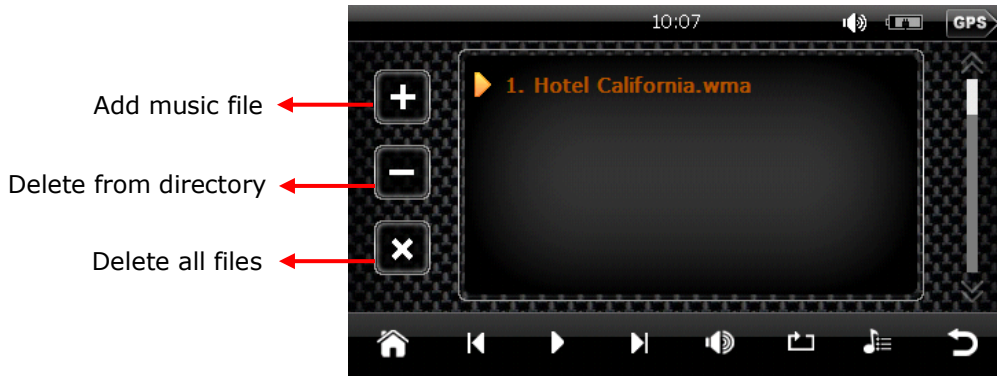 10:07
GPS
1. Hotel California.wma
Add music file
Delete from directory
Delete all files